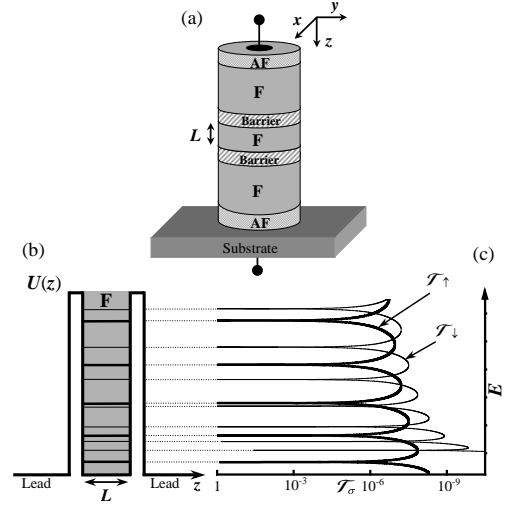 (a)
x
y
z
AF
F
Barrier
L
F
Barrier
F
AF
Substrate
(b)
(c)
U(z)
F
𝒯↑
𝒯↓
E
Lead
L
Lead
z
1
10⁻³
𝒯σ
10⁻⁶
10⁻⁹